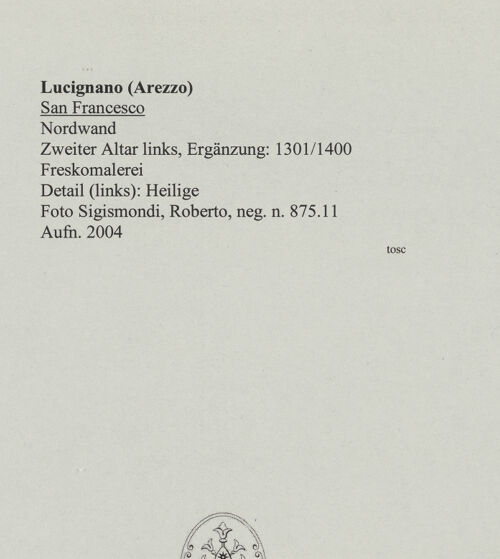 Lucignano (Arezzo)
San Francesco
Nordwand
Zweiter Altar links, Ergänzung: 1301/1400
Freskomalerei
Detail (links): Heilige
Foto Sigismondi, Roberto, neg. n. 875.11
Aufn. 2004
tosc